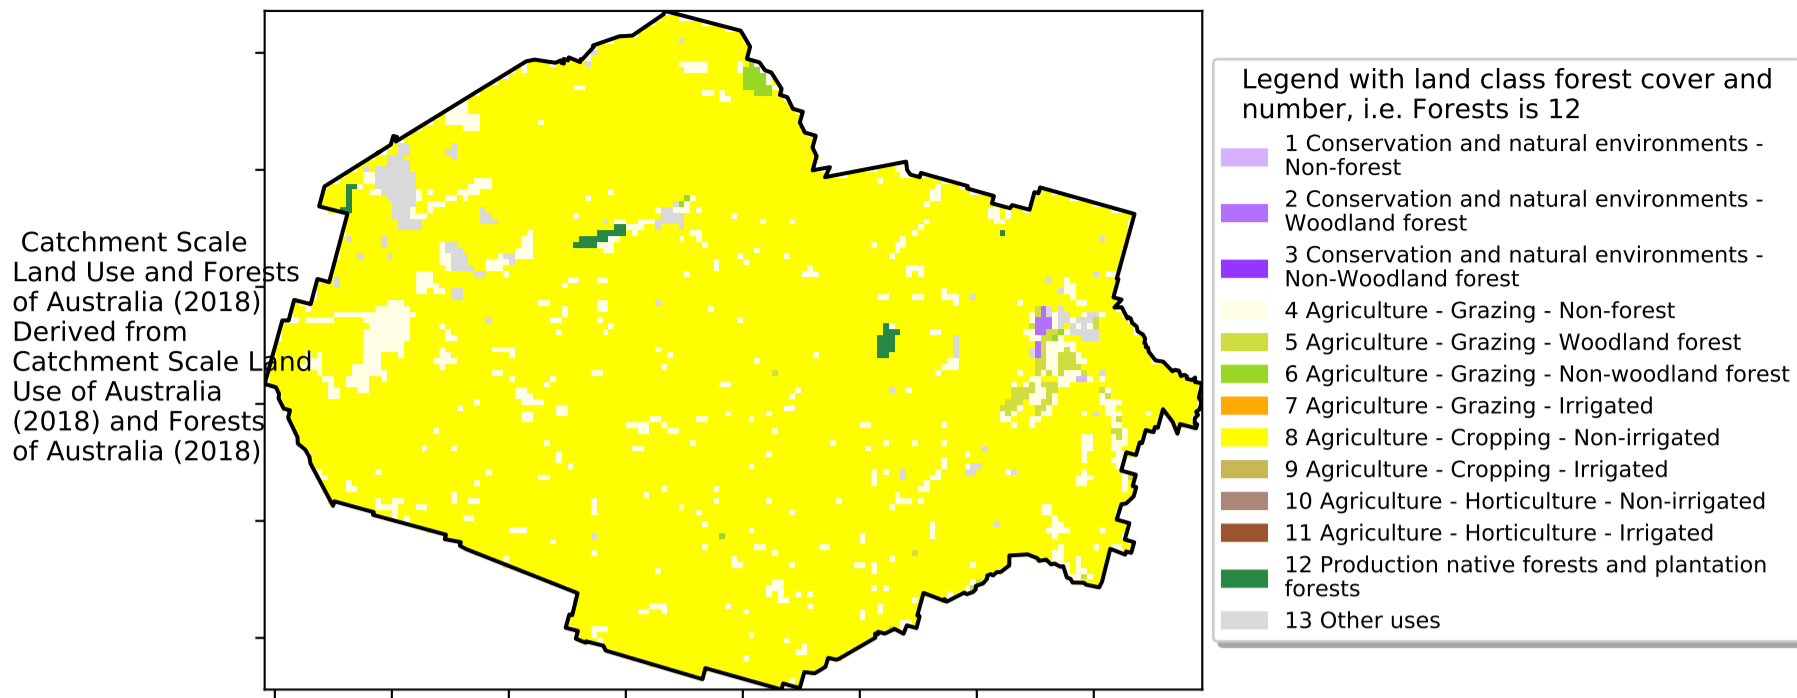 Catchment Scale
Land Use and Forests
of Australia (2018)
Derived from
Catchment Scale Land
Use of Australia
(2018) and Forests
of Australia (2018)
Legend with land class forest cover and
number, i.e. Forests is 12
1 Conservation and natural environments -
Non-forest
2 Conservation and natural environments -
Woodland forest
3 Conservation and natural environments -
Non-Woodland forest
4 Agriculture - Grazing - Non-forest
5 Agriculture - Grazing - Woodland forest
6 Agriculture - Grazing - Non-woodland forest
7 Agriculture - Grazing - Irrigated
8 Agriculture - Cropping - Non-irrigated
9 Agriculture - Cropping - Irrigated
10 Agriculture - Horticulture - Non-irrigated
11 Agriculture - Horticulture - Irrigated
12 Production native forests and plantation
forests
13 Other uses